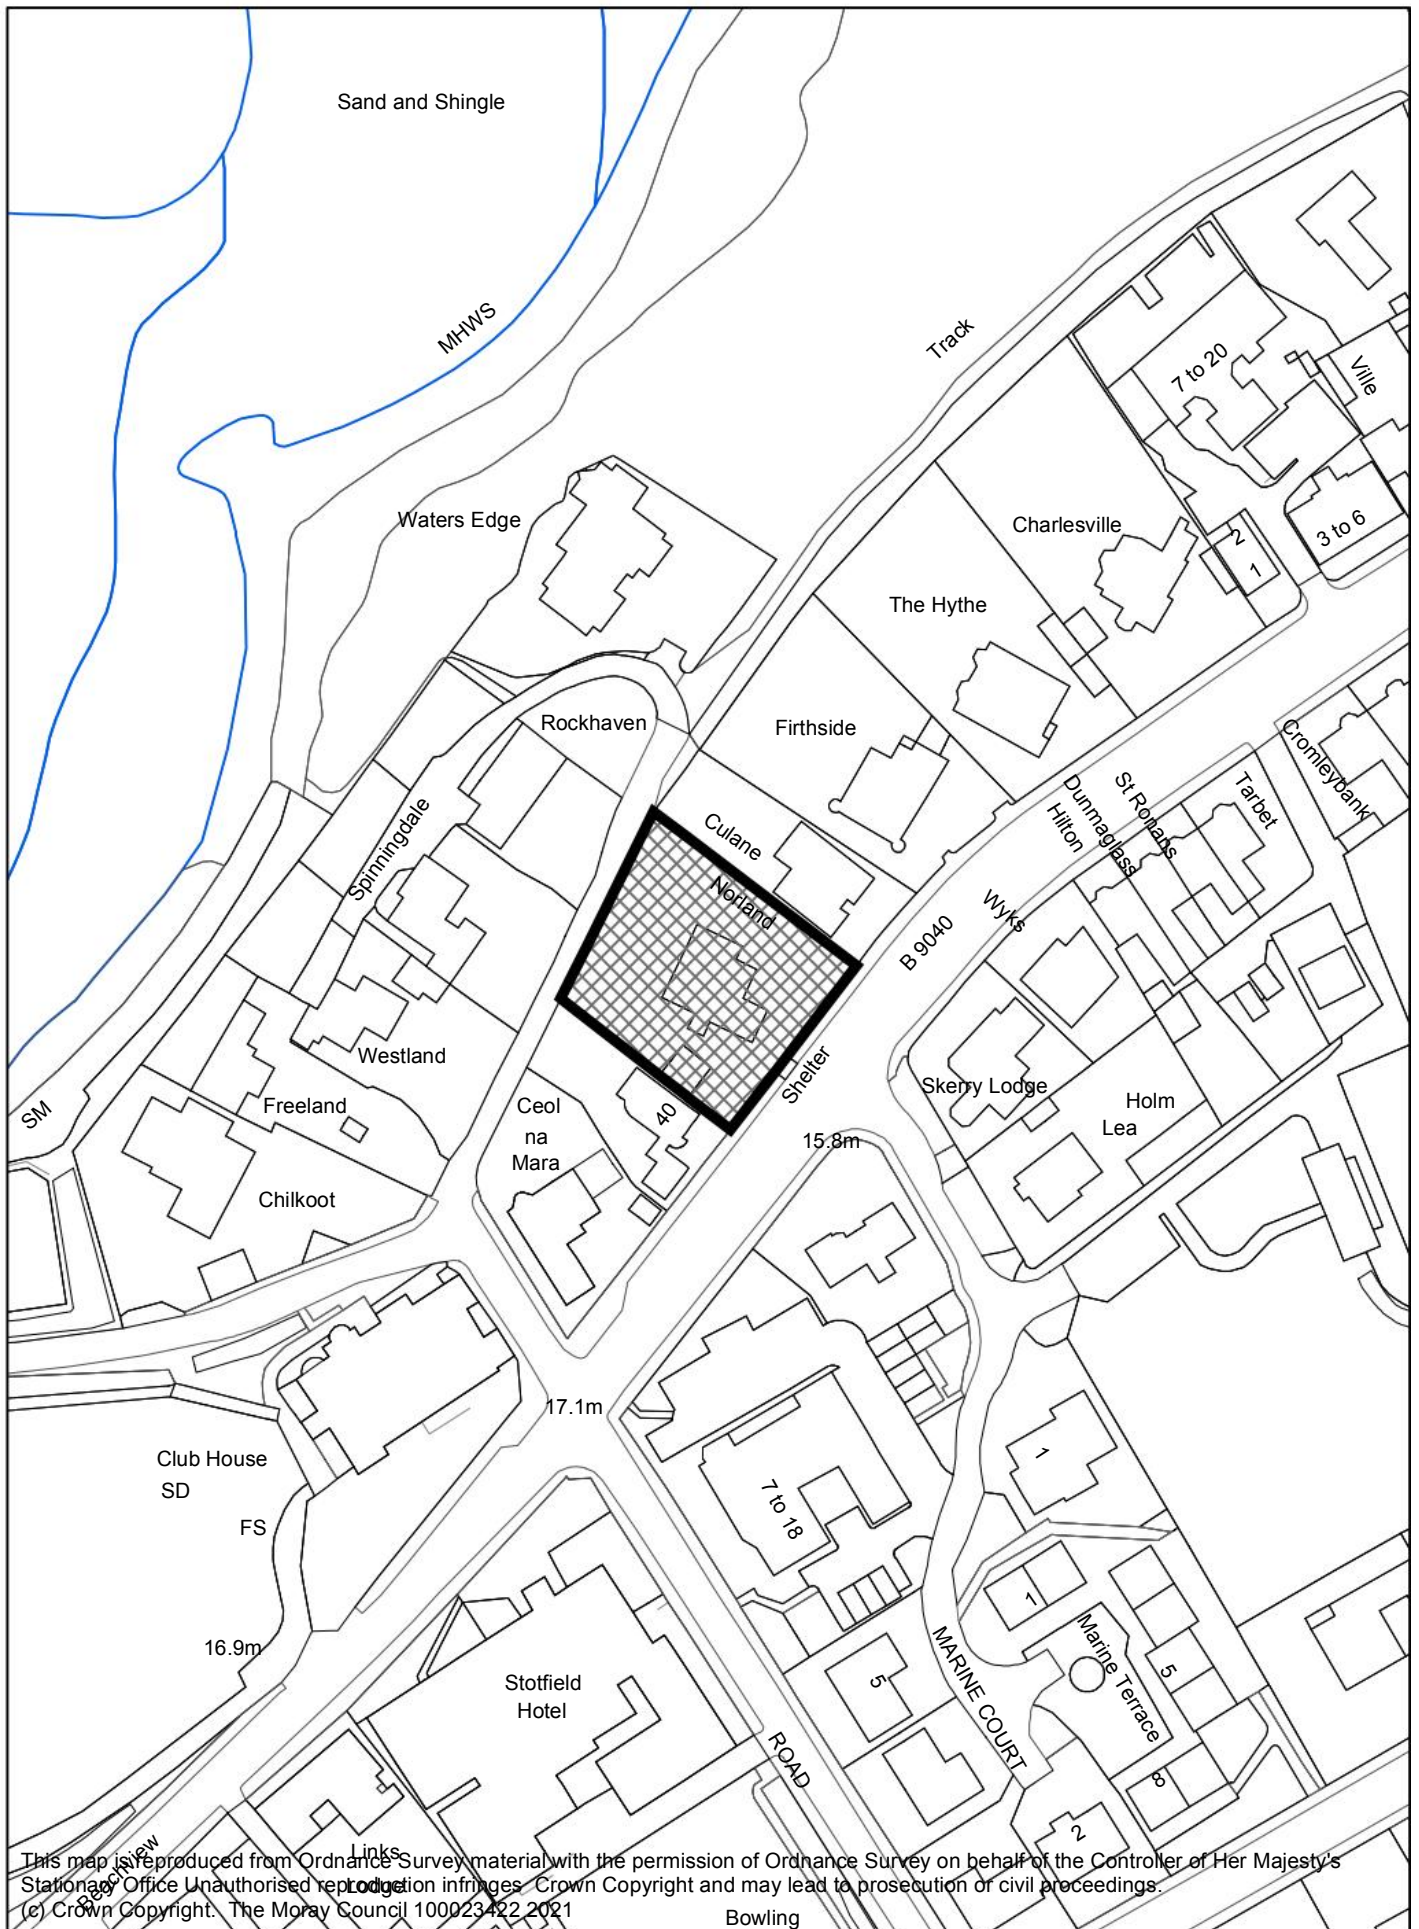 Sand and Shingle
MHWS
Track
7 to 20
Ville
Waters Edge
Charlesville
2
1
3 to 6
The Hythe
Rockhaven
Firthside
Cromleybank
Tarbet
St Ronans
Dunmaglass
Hilton
Spinningdale
Culane
Norland
Wyks
B 9040
Westland
Shelter
Skerry Lodge
SM
Freeland
Ceol
na
Mara
40
Holm
Lea
15.8m
Chilkoot
17.1m
Club House
SD
1
7 to 18
FS
1
16.9m
Marine Terrace
5
5
MARINE COURT
Stotfield
Hotel
ROAD
8
2
Beachview
Links
Lodge
This map is reproduced from Ordnance Survey material with the permission of Ordnance Survey on behalf of the Controller of Her Majesty's
Stationary Office Unauthorised reproduction infringes Crown Copyright and may lead to prosecution or civil proceedings.
(c) Crown Copyright. The Moray Council 100023422 2021
Bowling